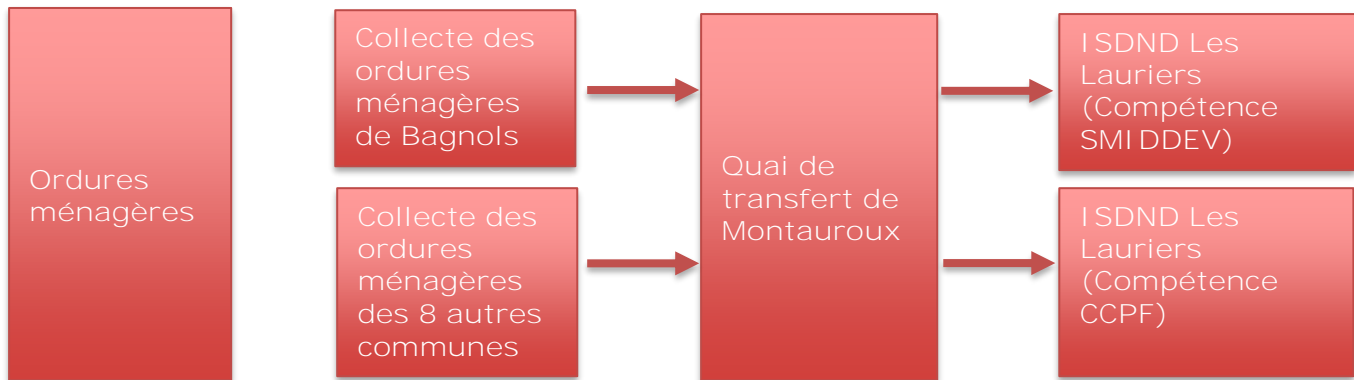 Ordures
ménagères
Collecte des
ordures
ménagères
de Bagnols
Collecte des
ordures
ménagères
des 8 autres
communes
Quai de
transfert de
Montauroux
ISDND Les
Lauriers
(Compétence
SMIDDEV)
ISDND Les
Lauriers
(Compétence
CCPF)